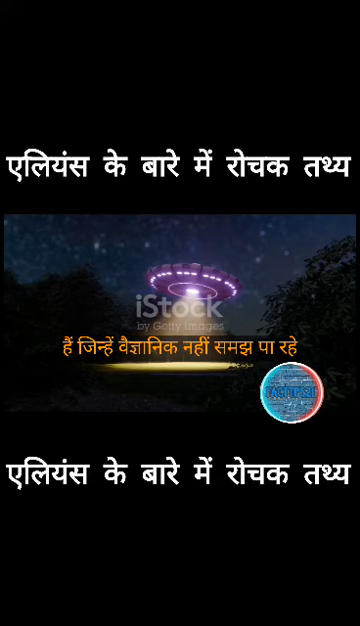 एलियंस के बारे में रोचक तथ्य
iStock
by Getty Images
हैं जिन्हें वैज्ञानिक नहीं समझ पा रहे
एलियंस के बारे में रोचक तथ्य